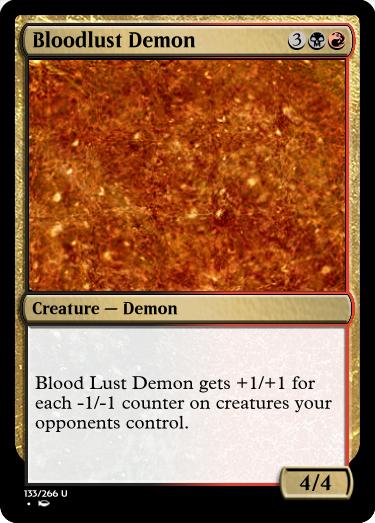 Bloodlust Demon 3
Creature — Demon
Blood Lust Demon gets +1/+1 for
each -1/-1 counter on creatures your
opponents control.
4/4
133/266 U